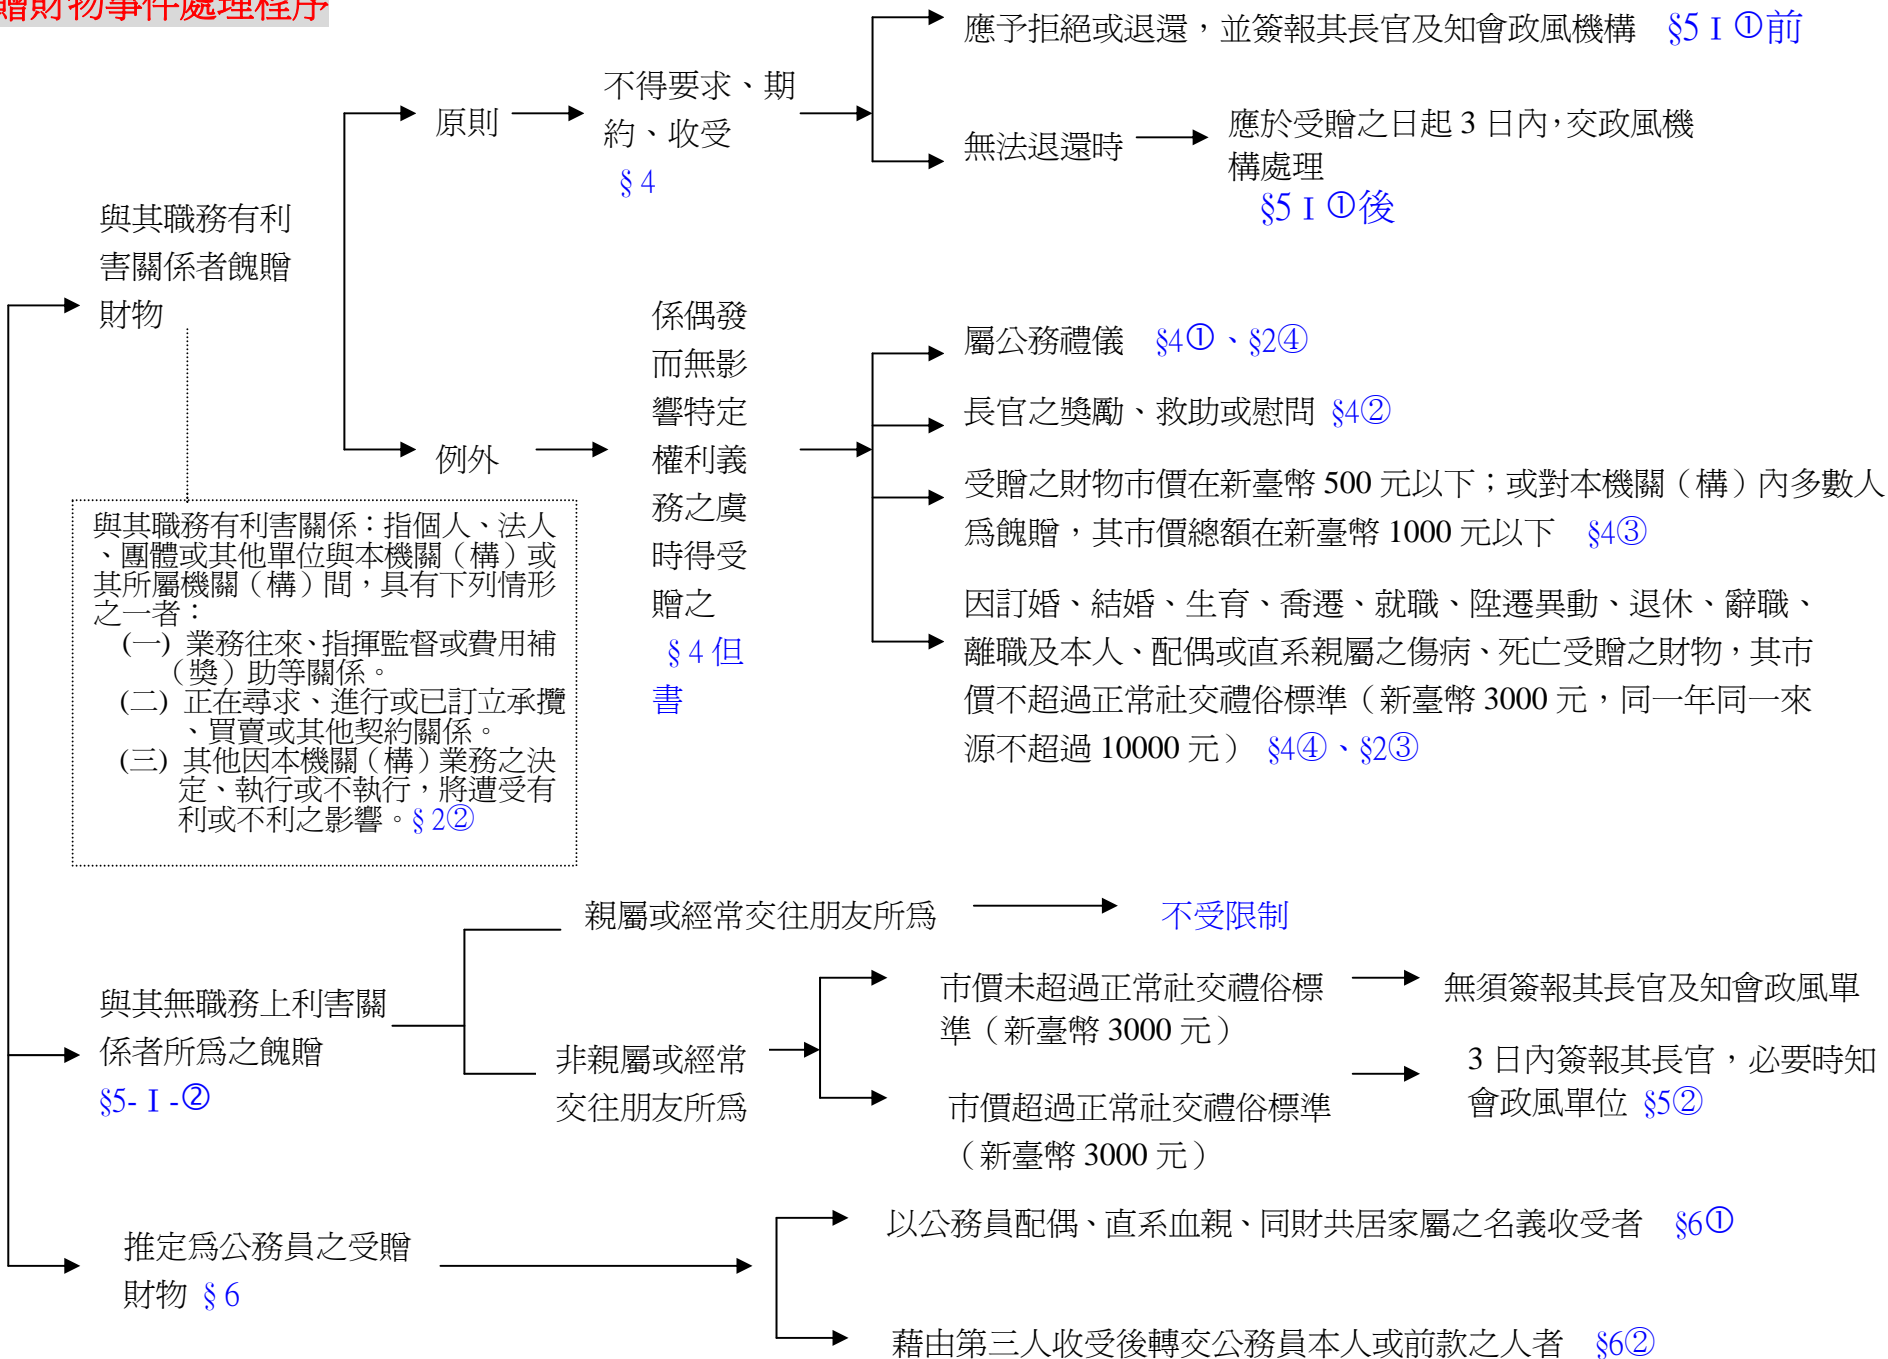 贈財物事件處理程序
應予拒絕或退還，並簽報其長官及知會政風機構 §5 I ①前
原則
不得要求、期
約、收受
§ 4
無法退還時
應於受贈之日起 3 日內，交政風機
構處理
§5 I ①後
與其職務有利
害關係者餽贈
財物
例外
係偶發
而無影
響特定
權利義
務之虞
時得受
贈之
§ 4 但
書
屬公務禮儀 §4①、§2④
長官之獎勵、救助或慰問 §4②
受贈之財物市價在新臺幣 500 元以下；或對本機關（構）內多數人
為餽贈，其市價總額在新臺幣 1000 元以下 §4③
因訂婚、結婚、生育、喬遷、就職、陞遷異動、退休、辭職、
離職及本人、配偶或直系親屬之傷病、死亡受贈之財物，其市
價不超過正常社交禮俗標準（新臺幣 3000 元，同一年同一來
源不超過 10000 元） §4④、§2③
與其職務有利害關係：指個人、法人
、團體或其他單位與本機關（構）或
其所屬機關（構）間，具有下列情形
之一者：
(一) 業務往來、指揮監督或費用補
（獎）助等關係。
(二) 正在尋求、進行或已訂立承攬
、買賣或其他契約關係。
(三) 其他因本機關（構）業務之決
定、執行或不執行，將遭受有
利或不利之影響。§ 2②
與其無職務上利害關
係者所為之餽贈
§5- I -②
親屬或經常交往朋友所為
不受限制
非親屬或經常
交往朋友所為
市價未超過正常社交禮俗標
準（新臺幣 3000 元）
無須簽報其長官及知會政風單
市價超過正常社交禮俗標準
（新臺幣 3000 元）
3 日內簽報其長官，必要時知
會政風單位 §5②
推定為公務員之受贈
財物 § 6
以公務員配偶、直系血親、同財共居家屬之名義收受者 §6①
藉由第三人收受後轉交公務員本人或前款之人者 §6②